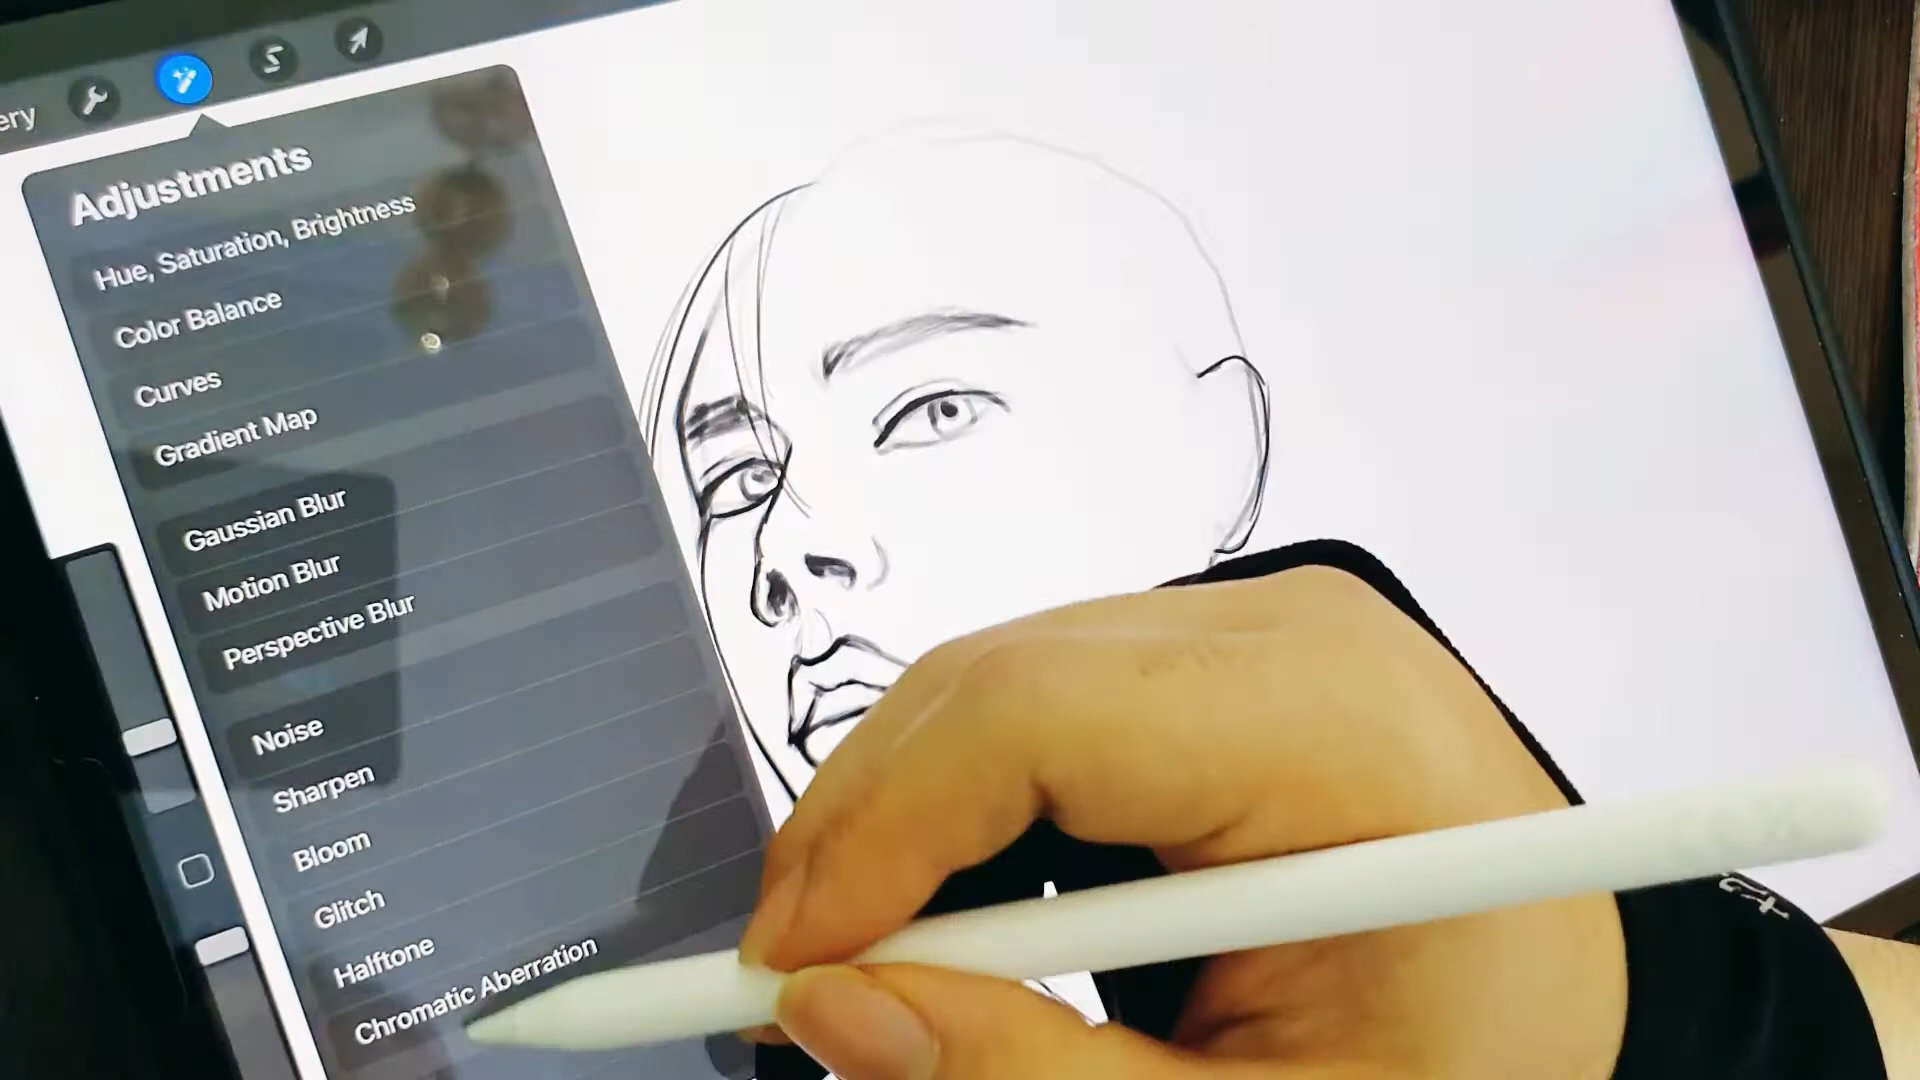 ery
Adjustments
Hue, Saturation, Brightness
Color Balance
Curves
Gradient Map
Gaussian Blur
Motion Blur
Perspective Blur
Noise
Sharpen
Bloom
Glitch
Halftone
Chromatic Aberration